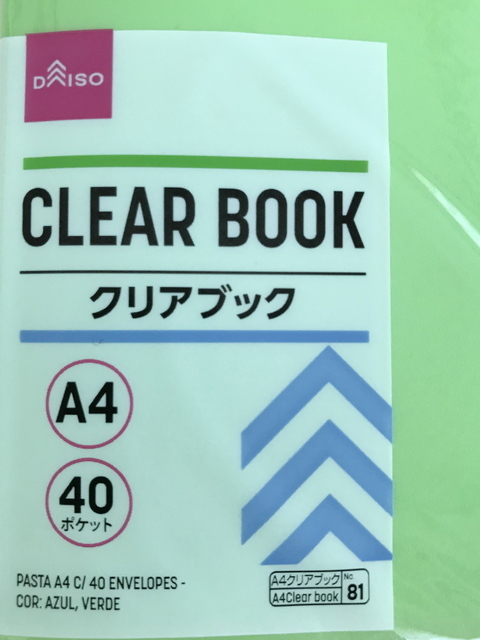 DAISO
CLEAR BOOK
クリアブック
A4
40
ポケット
PASTA A4 C/ 40 ENVELOPES -
COR: AZUL, VERDE
A4クリアブック
A4Clear book
No.
81